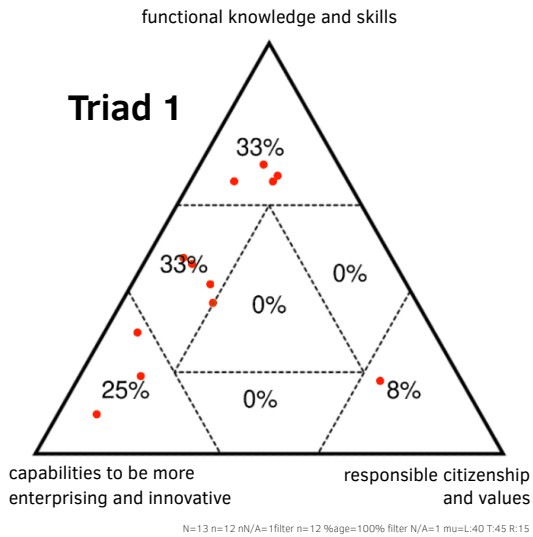 functional knowledge and skills
Triad 1
33%
33%
0%
0%
25%
0%
8%
capabilities to be more
enterprising and innovative
responsible citizenship
and values
N=13 n=12 nN/A=1filter n=12 %age=100% filter N/A=1 mu=L:40 T:45 R:15